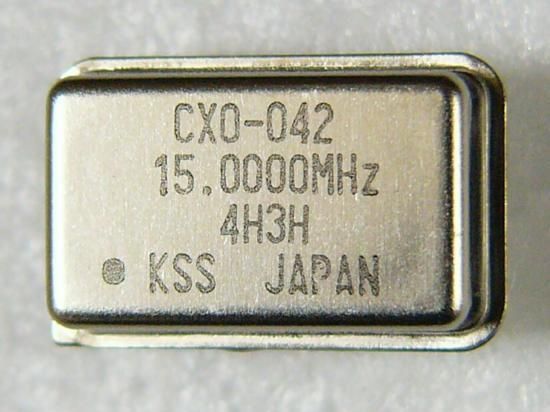 CXO-042
15.0000MHz
4H3H
KSS JAPAN